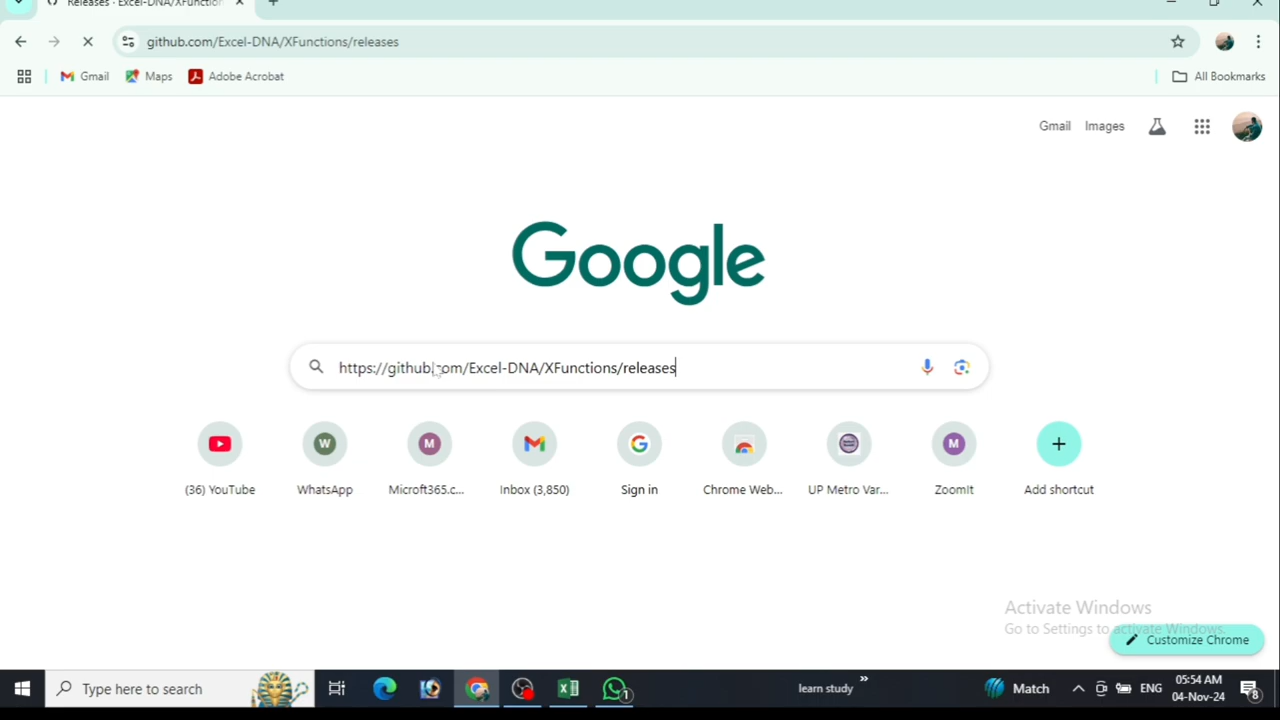 Releases · Excel-DNA/XFunction
github.com/Excel-DNA/XFunctions/releases
Gmail
Maps
Adobe Acrobat
All Bookmarks
Gmail
Images
Google
https://github.com/Excel-DNA/XFunctions/releases
W
M
M
(36) YouTube
WhatsApp
Microft365.c...
Inbox (3,850)
Sign in
Chrome Web...
UP Metro Var...
ZoomIt
Add shortcut
Activate Windows
Go to Settings to activate Windows.
Customize Chrome
Type here to search
1
learn study
Match
ENG
05:54 AM
04-Nov-24
8